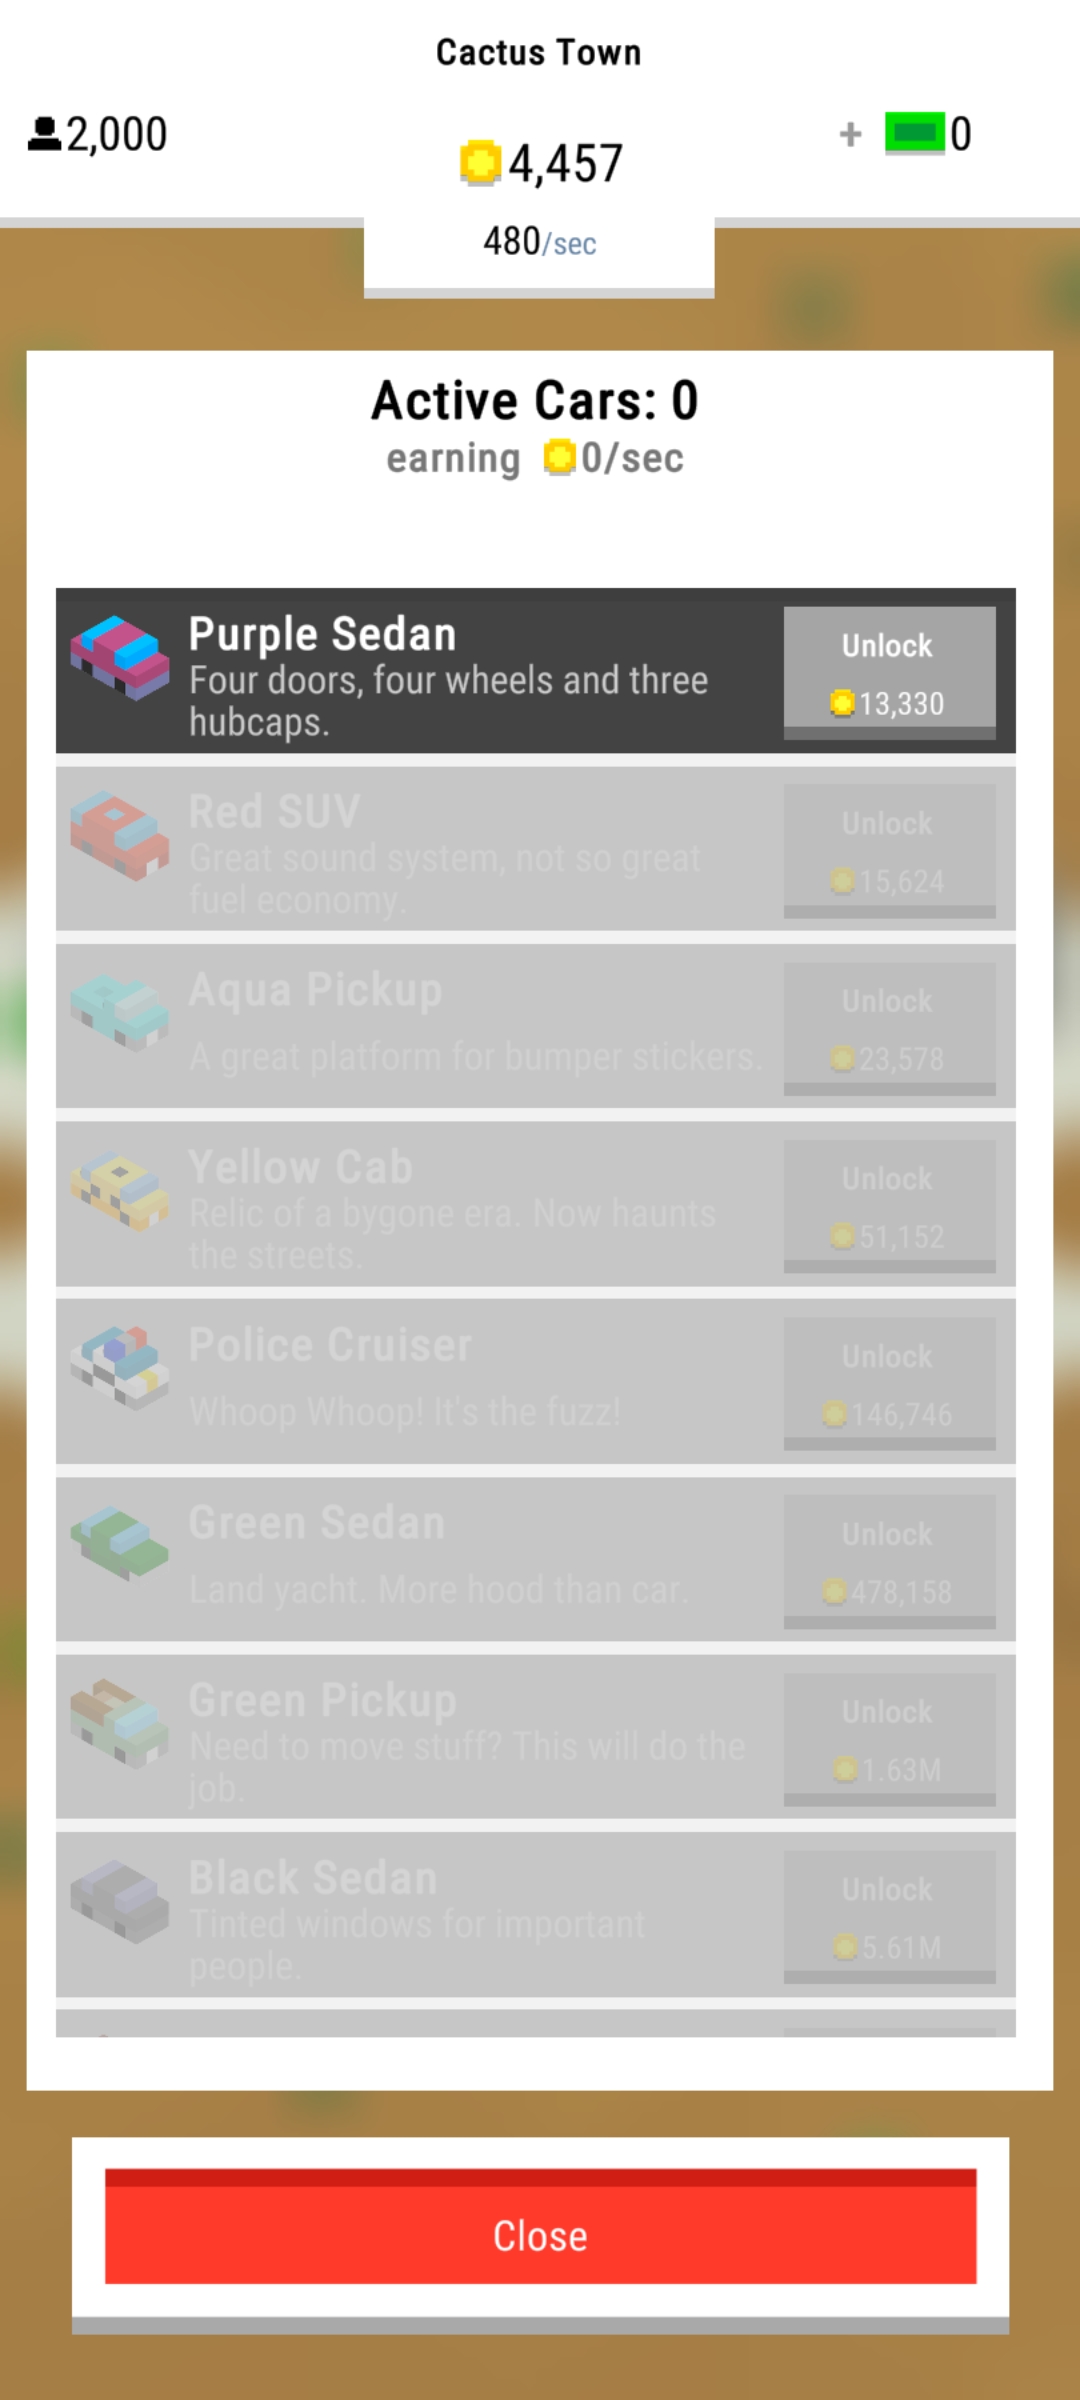 Cactus Town
2,000
4,457
+ 0
480/sec
Active Cars: 0
earning 0/sec
Purple Sedan
Four doors, four wheels and three
hubcaps.
Unlock
13,330
Red SUV
Great sound system, not so great
fuel economy.
Unlock
15,624
Aqua Pickup
A great platform for bumper stickers.
Unlock
23,578
Yellow Cab
Relic of a bygone era. Now haunts
the streets.
Unlock
51,152
Police Cruiser
Whoop Whoop! It's the fuzz!
Unlock
146,746
Green Sedan
Land yacht. More hood than car.
Unlock
478,158
Green Pickup
Need to move stuff? This will do the
job.
Unlock
1.63M
Black Sedan
Tinted windows for important
people.
Unlock
5.61M
Close